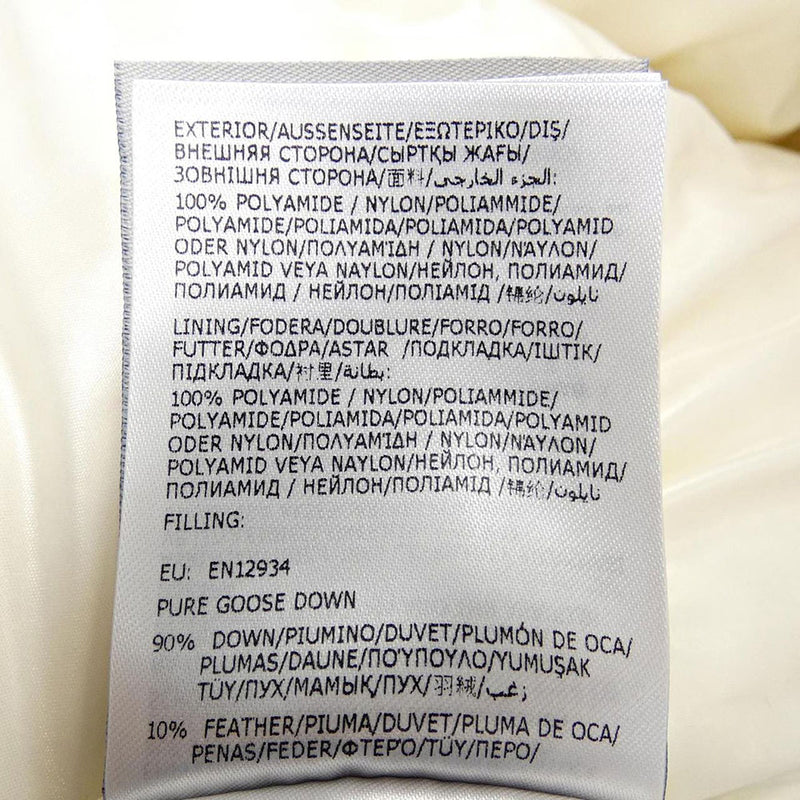 EXTERIOR/AUSSENSEITE/ΕΞΩΤΕΡΙΚΟ/DIŞ/
ВНЕШНЯЯ СТОРОНА/СЫРТҚЫ ЖАҒЫ/
ЗОВНІШНЯ СТОРОНА/面料/الجزء الخارجي:
100% POLYAMIDE / NYLON/POLIAMMIDE/
POLYAMIDE/POLIAMIDA/POLIAMIDA/POLYAMID
ODER NYLON/ΠΟΛΥΑΜΊΔΗ / NYLON/ΝΆΥΛΟΝ/
POLYAMID VEYA NAYLON/НЕЙЛОН, ПОЛИАМИД/
ПОЛИАМИД / НЕЙЛОН/ПОЛІАМІД /锦纶/نايلون
LINING/FODERA/DOUBLURE/FORRO/FORRO/
FUTTER/ΦΟΔΡΑ/ASTAR /ПОДКЛАДКА/ІШТІК/
ПІДКЛАДКА/衬里/بطانة:
100% POLYAMIDE / NYLON/POLIAMMIDE/
POLYAMIDE/POLIAMIDA/POLIAMIDA/POLYAMID
ODER NYLON/ΠΟΛΥΑΜΊΔΗ / NYLON/ΝΆΥΛΟΝ/
POLYAMID VEYA NAYLON/НЕЙЛОН, ПОЛИАМИД/
ПОЛИАМИД / НЕЙЛОН/ПОЛІАМІД /锦纶/نايلون
FILLING:
EU: EN12934
PURE GOOSE DOWN
90% DOWN/PIUMINO/DUVET/PLUMÓN DE OCA/
PLUMAS/DAUNE/ΠΟΎΠΟΥΛΟ/YUMUŞAK
TÜY/ПУХ/МАМЫҚ/ПУХ/羽绒/زغب
10% FEATHER/PIUMA/DUVET/PLUMA DE OCA/
PENAS/FEDER/ΦΤΕΡΌ/TÜY/ПЕРО/